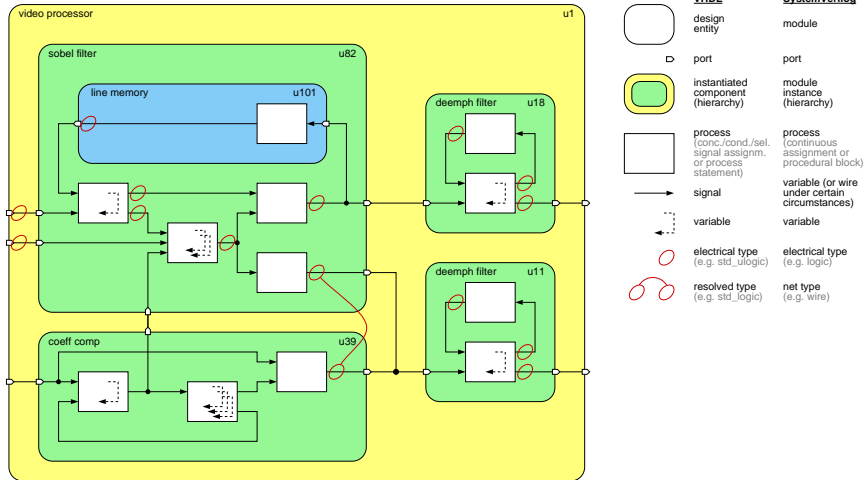 video processor
u1
sobel filter
u82
line memory
u101
deemph filter
u18
deemph filter
u11
coeff comp
u39
VHDL
SystemVerilog
design
entity
module
port
port
instantiated
component
(hierarchy)
module
instance
(hierarchy)
process
(conc./cond./sel.
signal assignm.
or process
statement)
process
(continuous
assignment or
procedural block)
signal
variable (or wire
under certain
circumstances)
variable
variable
electrical type
(e.g. std_ulogic)
electrical type
(e.g. logic)
resolved type
(e.g. std_logic)
net type
(e.g. wire)